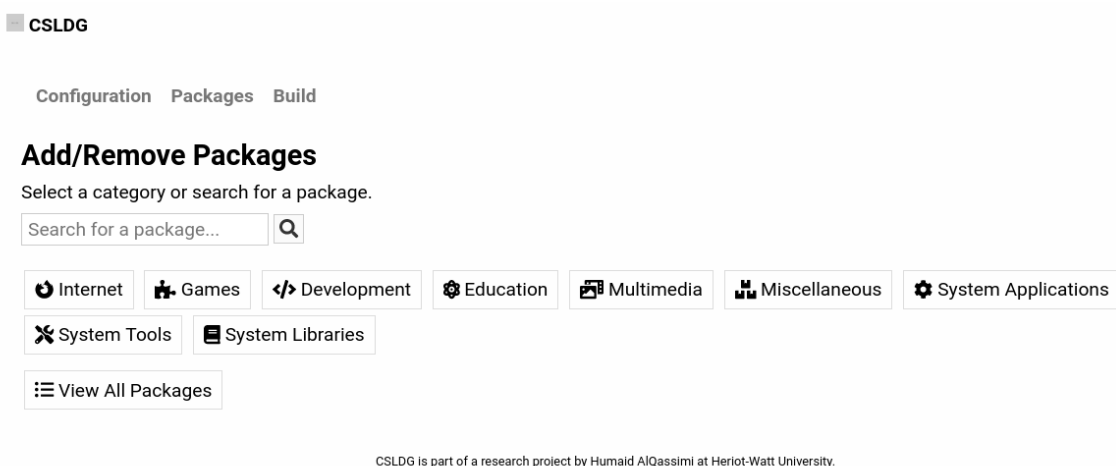 CSLDG
Configuration Packages Build
Add/Remove Packages
Select a category or search for a package.
Search for a package...
Internet Games Development Education Multimedia Miscellaneous System Applications
System Tools System Libraries
View All Packages
CSLDG is part of a research project by Humaid AlQassimi at Heriot-Watt University.